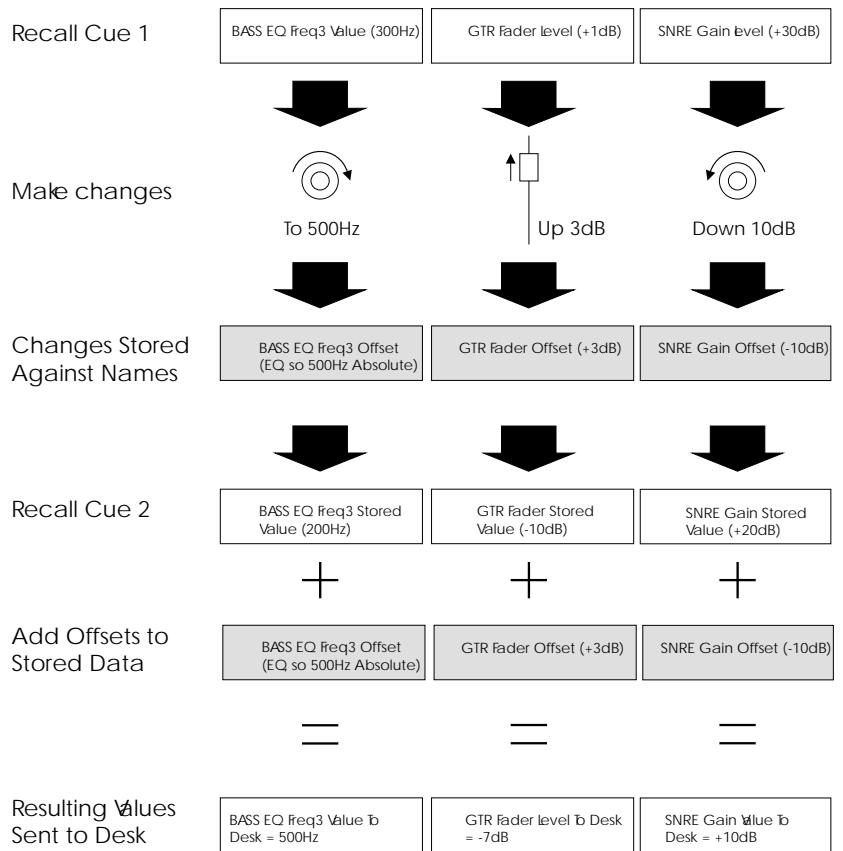 Recall Cue 1
BASS EQ Freq3 Value (300Hz)
GTR Fader Level (+1dB)
SNRE Gain Level (+30dB)
Make changes
To 500Hz
Up 3dB
Down 10dB
Changes Stored
Against Names
BASS EQ Freq3 Offset
(EQ, so 500Hz Absolute)
GTR Fader Offset (+3dB)
SNRE Gain Offset (-10dB)
Recall Cue 2
BASS EQ Freq3 Stored
Value (200Hz)
GTR Fader Stored
Value (-10dB)
SNRE Gain Stored
Value (+20dB)
+ + +
Add Offsets to
Stored Data
BASS EQ Freq3 Offset
(EQ, so 500Hz Absolute)
GTR Fader Offset (+3dB)
SNRE Gain Offset (-10dB)
= = =
Resulting Values
Sent to Desk
BASS EQ Freq3 Value To
Desk = 500Hz
GTR Fader Level To Desk
= -7dB
SNRE Gain Value To
Desk = +10dB